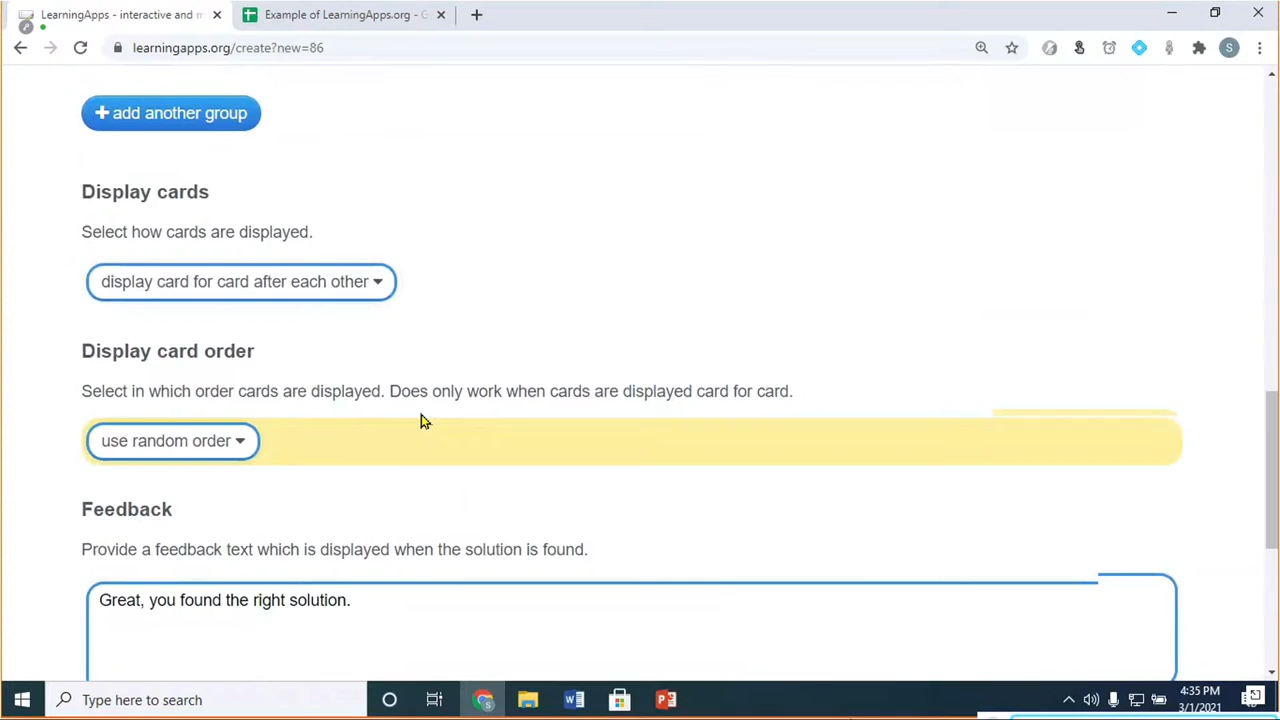 LearningApps - interactive and m
Example of LearningApps.org - G
learningapps.org/create?new=86
S
+ add another group
Display cards
Select how cards are displayed.
display card for card after each other
Display card order
Select in which order cards are displayed. Does only work when cards are displayed card for card.
use random order
Feedback
Provide a feedback text which is displayed when the solution is found.
Great, you found the right solution.
Type here to search
4:35 PM
3/1/2021